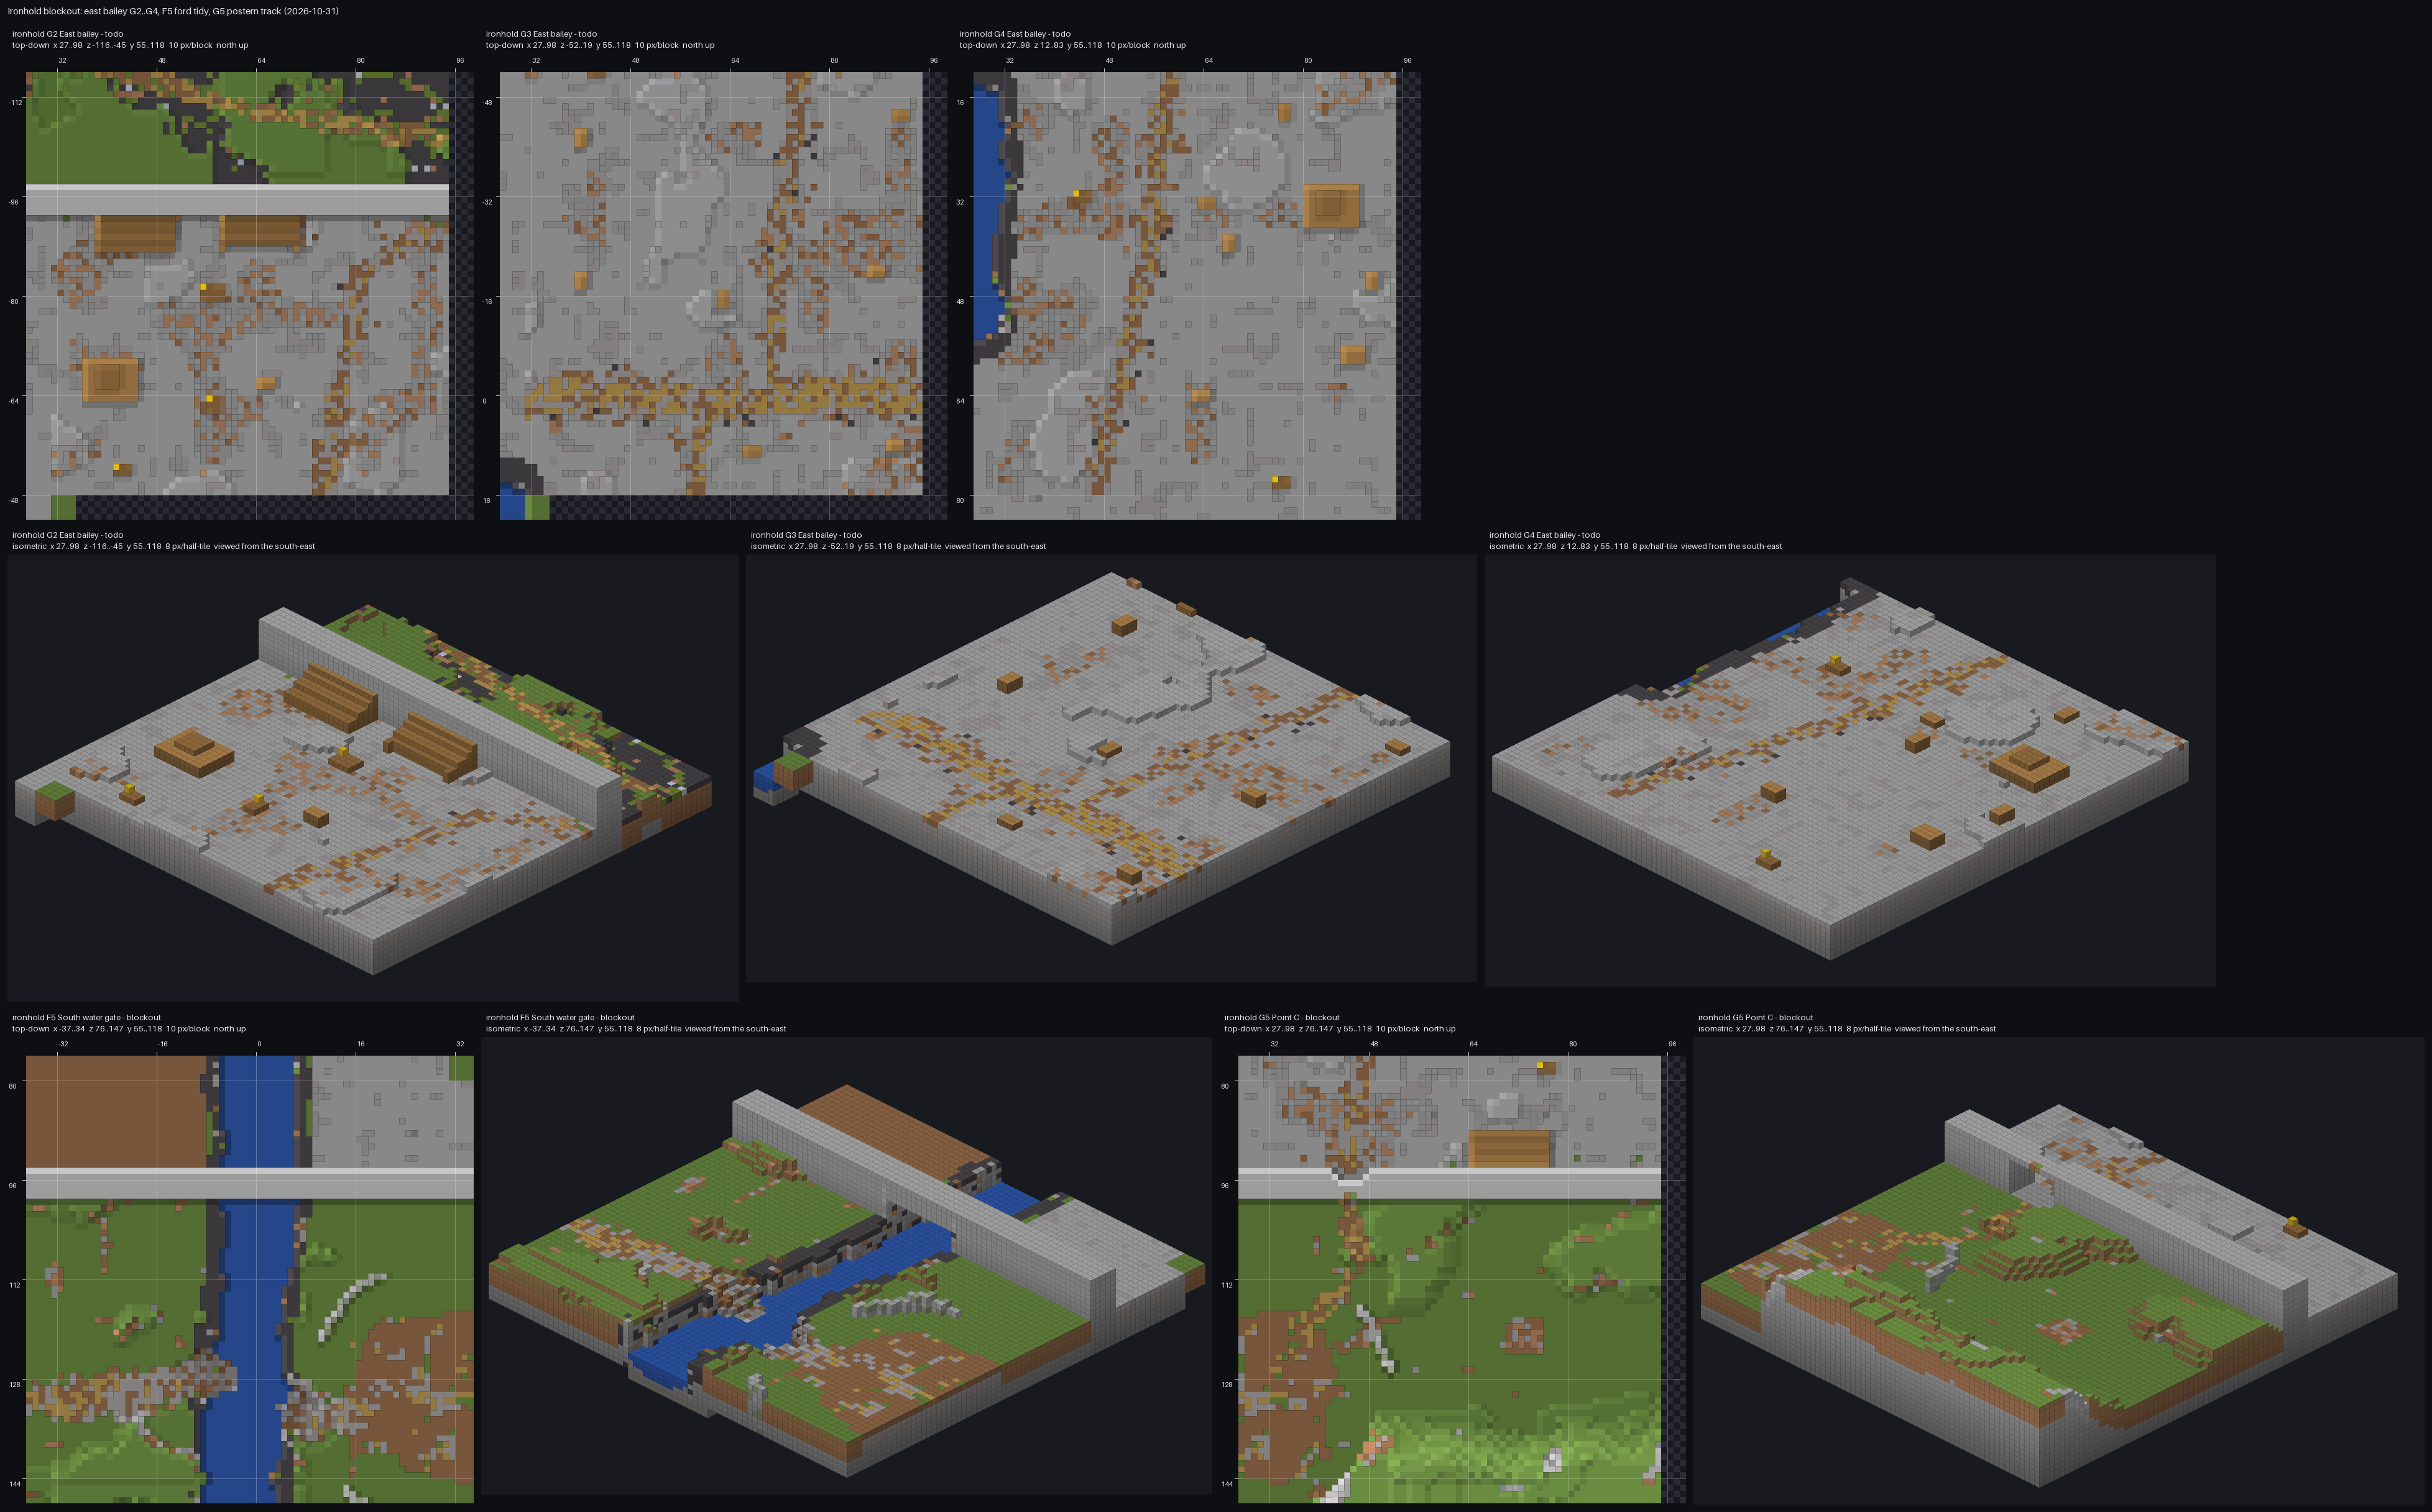 Ironhold blockout: east bailey G2..G4, F5 ford tidy, G5 postern track (2026-10-31)
ironhold G2 East bailey - todo
top-down x 27..98 z -116..-45 y 55..118 10 px/block north up
32 48 64 80 96
-112
-96
-80
-64
-48
ironhold G3 East bailey - todo
top-down x 27..98 z -52..19 y 55..118 10 px/block north up
32 48 64 80 96
-48
-32
-16
0
16
ironhold G4 East bailey - todo
top-down x 27..98 z 12..83 y 55..118 10 px/block north up
32 48 64 80 96
16
32
48
64
80
ironhold G2 East bailey - todo
isometric x 27..98 z -116..-45 y 55..118 8 px/half-tile viewed from the south-east
ironhold G3 East bailey - todo
isometric x 27..98 z -52..19 y 55..118 8 px/half-tile viewed from the south-east
ironhold G4 East bailey - todo
isometric x 27..98 z 12..83 y 55..118 8 px/half-tile viewed from the south-east
ironhold F5 South water gate - blockout
top-down x -37..34 z 76..147 y 55..118 10 px/block north up
-32 -16 0 16 32
80
96
112
128
144
ironhold F5 South water gate - blockout
isometric x -37..34 z 76..147 y 55..118 8 px/half-tile viewed from the south-east
ironhold G5 Point C - blockout
top-down x 27..98 z 76..147 y 55..118 10 px/block north up
32 48 64 80 96
80
96
112
128
144
ironhold G5 Point C - blockout
isometric x 27..98 z 76..147 y 55..118 8 px/half-tile viewed from the south-east